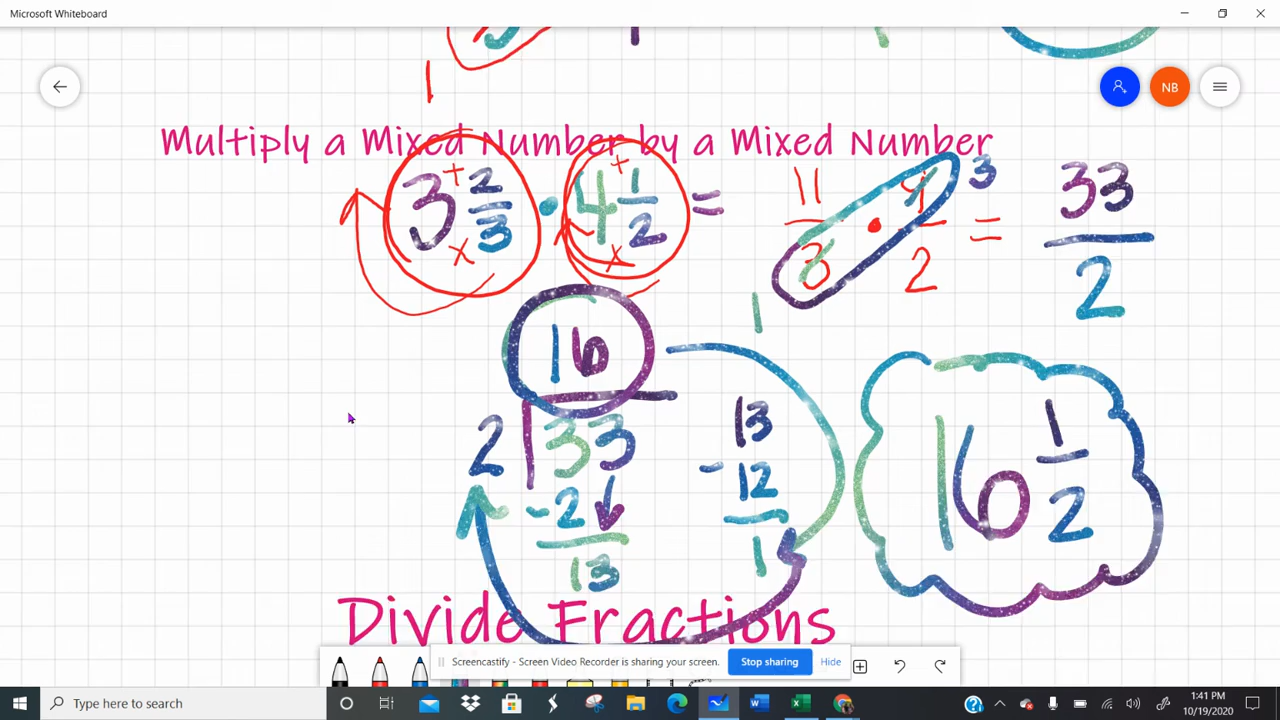 Microsoft Whiteboard
1
NB
Multiply a Mixed Number by a Mixed Number
3 2/3 · 4 1/2 = 11/3 · 9/2 = 33/2
+ +
x x
3
1
16
2 33
-2
13
13
-12
1
16 1/2
Divide Fractions
Screencastify - Screen Video Recorder is sharing your screen. Stop sharing Hide
Type here to search
1:41 PM
10/19/2020